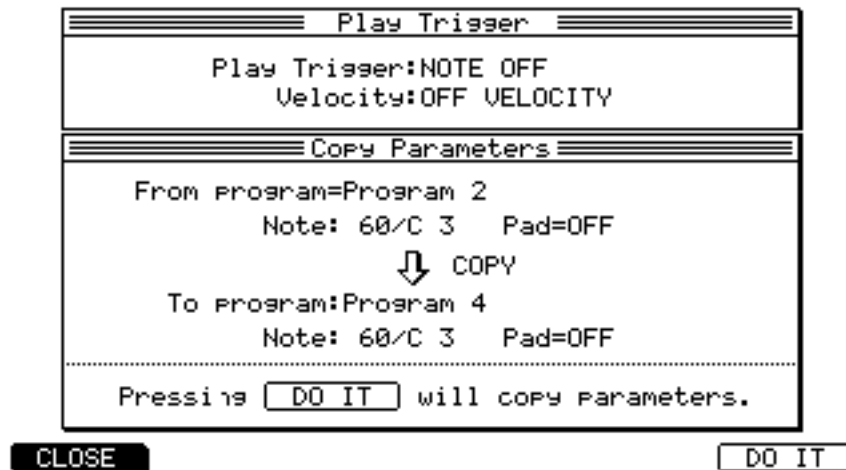 Play Trigger
Play Trigger:NOTE OFF
Velocity:OFF VELOCITY
Copy Parameters
From program=Program 2
Note: 60/C 3 Pad=OFF
COPY
To program:Program 4
Note: 60/C 3 Pad=OFF
Pressing DO IT will copy parameters.
CLOSE DO IT